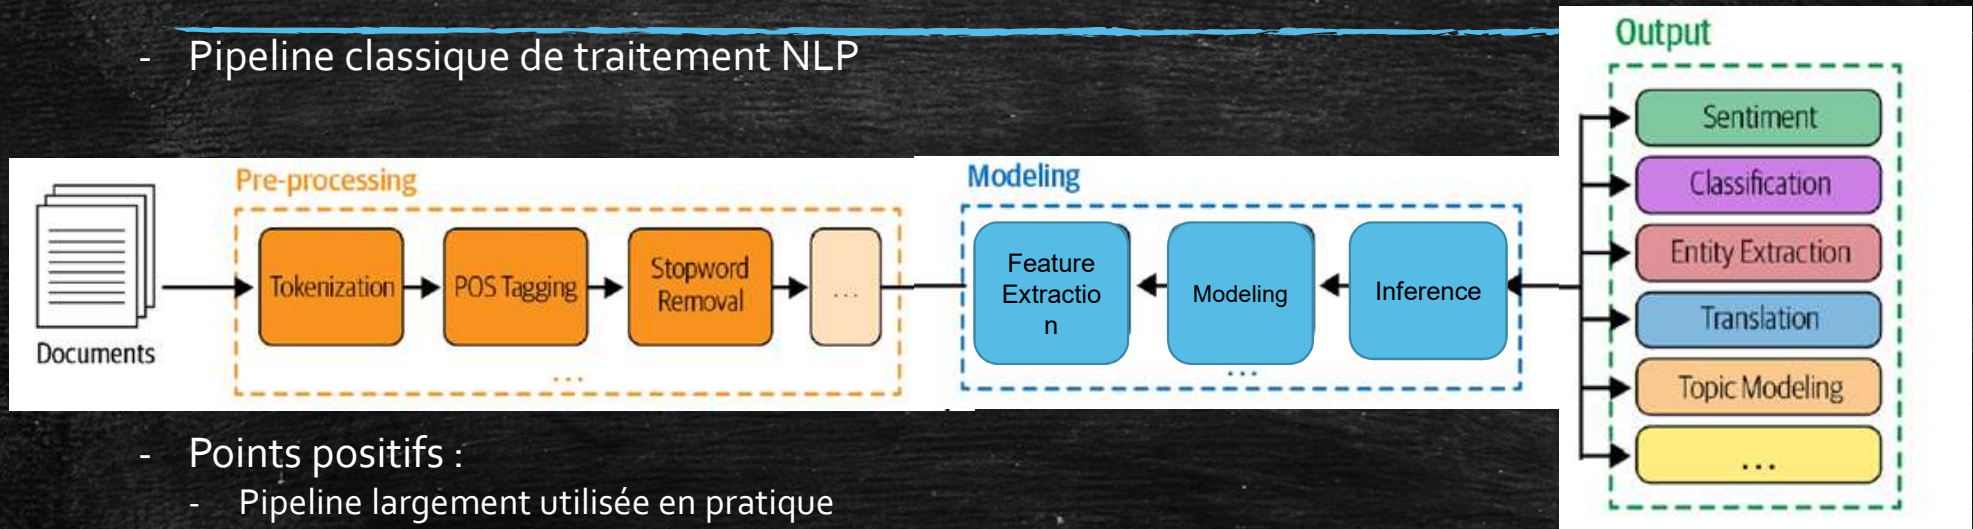 - Pipeline classique de traitement NLP
Documents
Pre-processing
Tokenization
POS Tagging
Stopword
Removal
...
...
Modeling
Feature
Extractio
n
Modeling
Inference
...
Output
Sentiment
Classification
Entity Extraction
Translation
Topic Modeling
...
- Points positifs :
- Pipeline largement utilisée en pratique